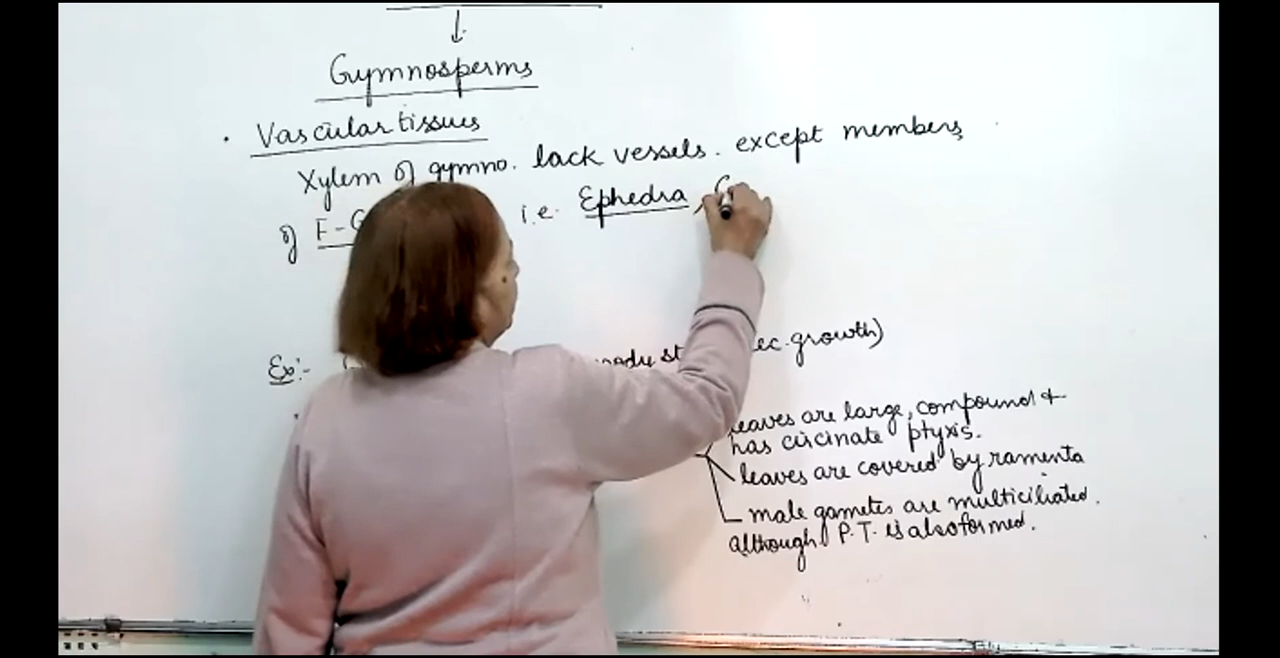 Gymnosperms
. Vascular tissues
Xylem of gymno. lack vessels. except members
of i.e. Ephedra,
Ex:- growth)
leaves are large, compound &
has circinate ptyxis.
leaves are covered by ramenta
male gametes are multiciliated.
although P.T. is also formed.